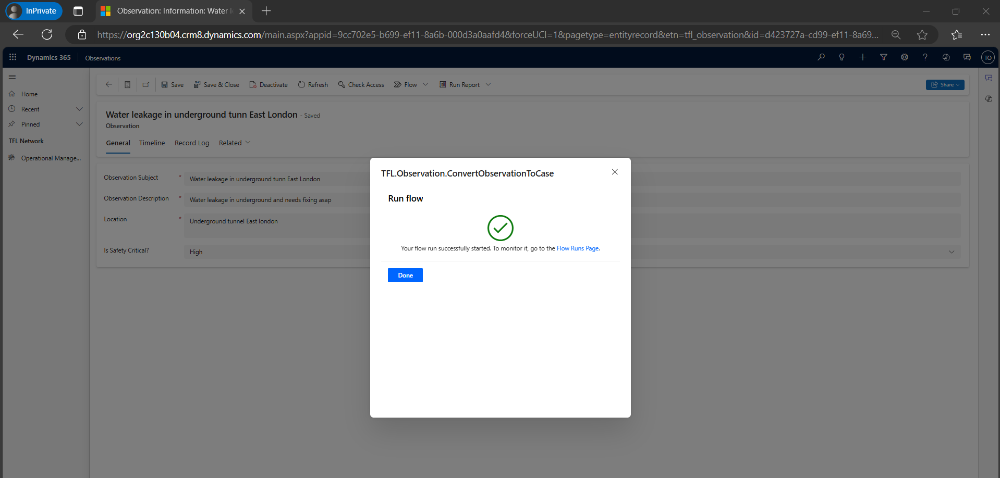 InPrivate
Observation: Information: Water l
https://org2c130b04.crm8.dynamics.com/main.aspx?appid=9cc702e5-b699-ef11-8a6b-000d3a0aafd4&forceUCI=1&pagetype=entityrecord&etn=tfl_observation&id=d423727a-cd99-ef11-8a69...
Dynamics 365 Observations TO
Save Save & Close Deactivate Refresh Check Access Flow Run Report Share
Home
Recent
Pinned
TFL Network
Operational Manage...
Water leakage in underground tunn East London - Saved
Observation
General Timeline Record Log Related
Observation Subject * Water leakage in underground tunn East London
Observation Description * Water leakage in underground and needs fixing asap
Location * Underground tunnel East london
Is Safety Critical? High
TFL.Observation.ConvertObservationToCase
Run flow
Your flow run successfully started. To monitor it, go to the Flow Runs Page.
Done